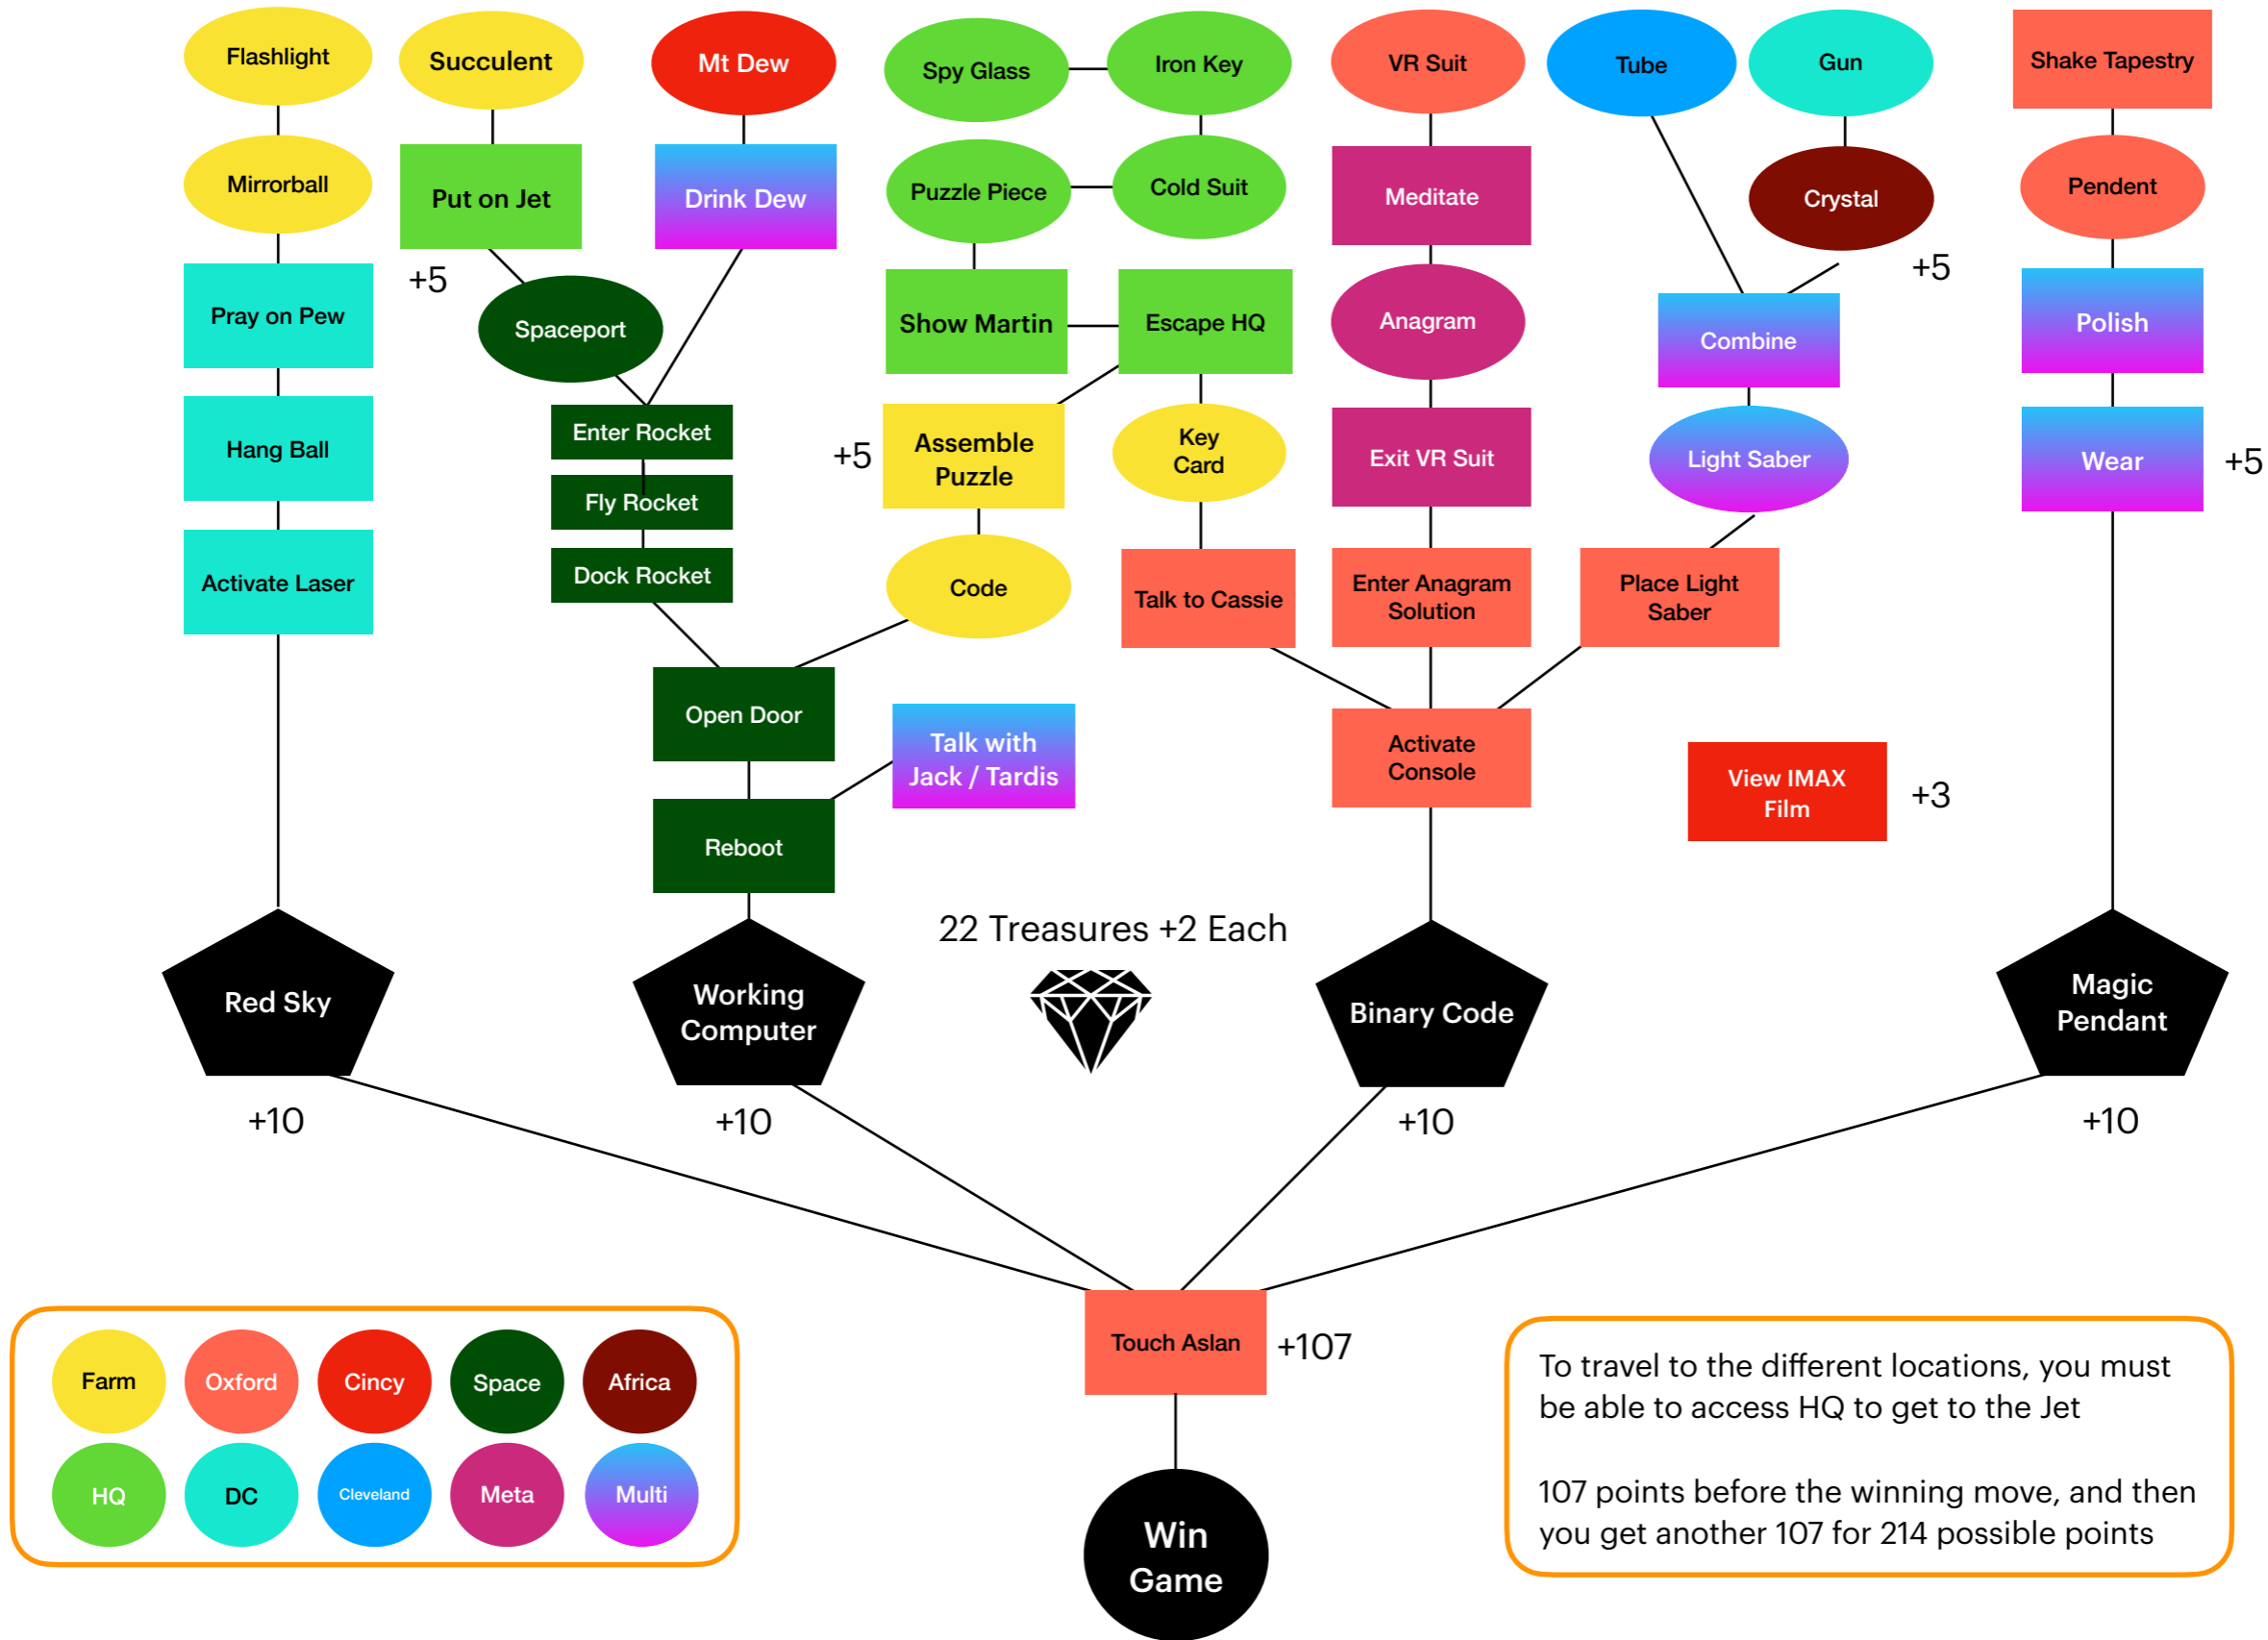 Flashlight
Succulent
Mt Dew
Spy Glass
Iron Key
VR Suit
Tube
Gun
Shake Tapestry
Mirrorball
Put on Jet
Drink Dew
Puzzle Piece
Cold Suit
Meditate
Crystal
Pendent
+5
+5
Pray on Pew
Spaceport
Show Martin
Escape HQ
Anagram
Combine
Polish
Hang Ball
Enter Rocket
+5
Assemble
Puzzle
Key
Card
Exit VR Suit
Light Saber
Wear
+5
Fly Rocket
Activate Laser
Dock Rocket
Code
Talk to Cassie
Enter Anagram
Solution
Place Light
Saber
Open Door
Talk with
Jack / Tardis
Activate
Console
View IMAX
Film
+3
Reboot
22 Treasures +2 Each
Red Sky
Working
Computer
Binary Code
Magic
Pendant
+10
+10
+10
+10
Touch Aslan
+107
Farm
Oxford
Cincy
Space
Africa
HQ
DC
Cleveland
Meta
Multi
To travel to the different locations, you must
be able to access HQ to get to the Jet
107 points before the winning move, and then
you get another 107 for 214 possible points
Win
Game